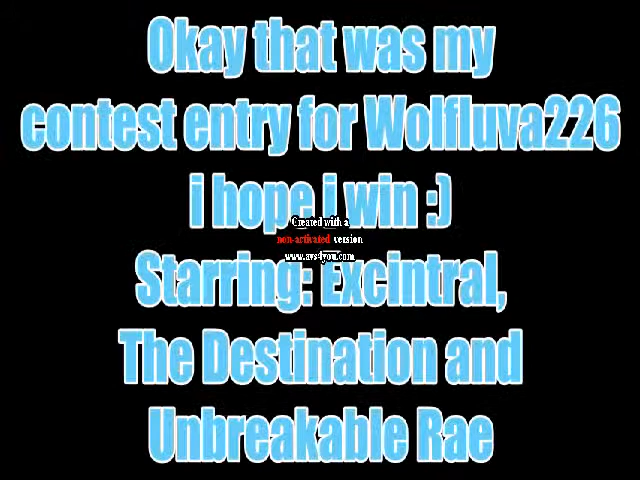 Okay that was my
contest entry for Wolfluva226
i hope i win :)
Created with a
non-activated version
www.avs4you.com
Starring: Excintral,
The Destination and
Unbreakable Rae